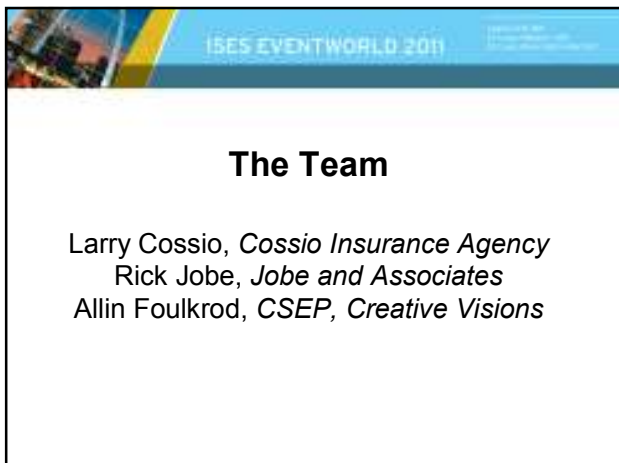 ISES EVENTWORLD 2011
The Team
Larry Cossio, Cossio Insurance Agency
Rick Jobe, Jobe and Associates
Allin Foulkrod, CSEP, Creative Visions